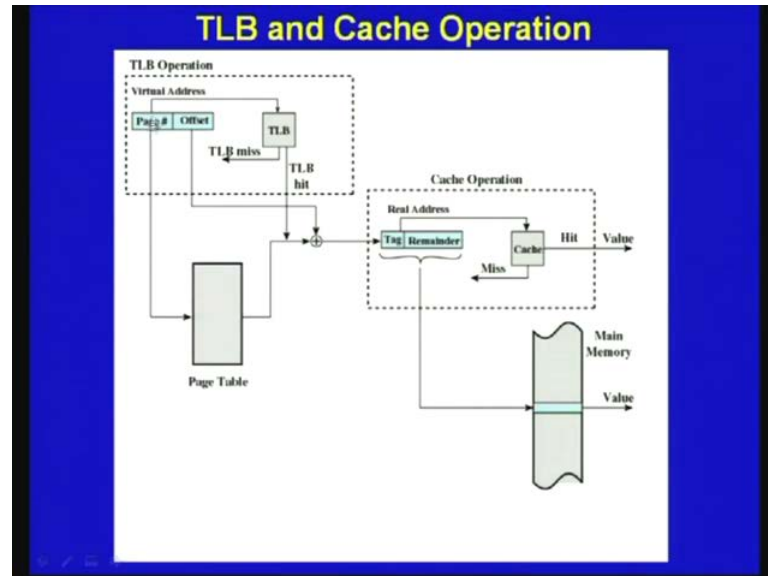 TLB and Cache Operation
TLB Operation
Virtual Address
Page # Offset
TLB
TLB miss
TLB
hit
Cache Operation
Real Address
Tag Remainder
Cache
Hit
Value
Miss
Page Table
Main
Memory
Value